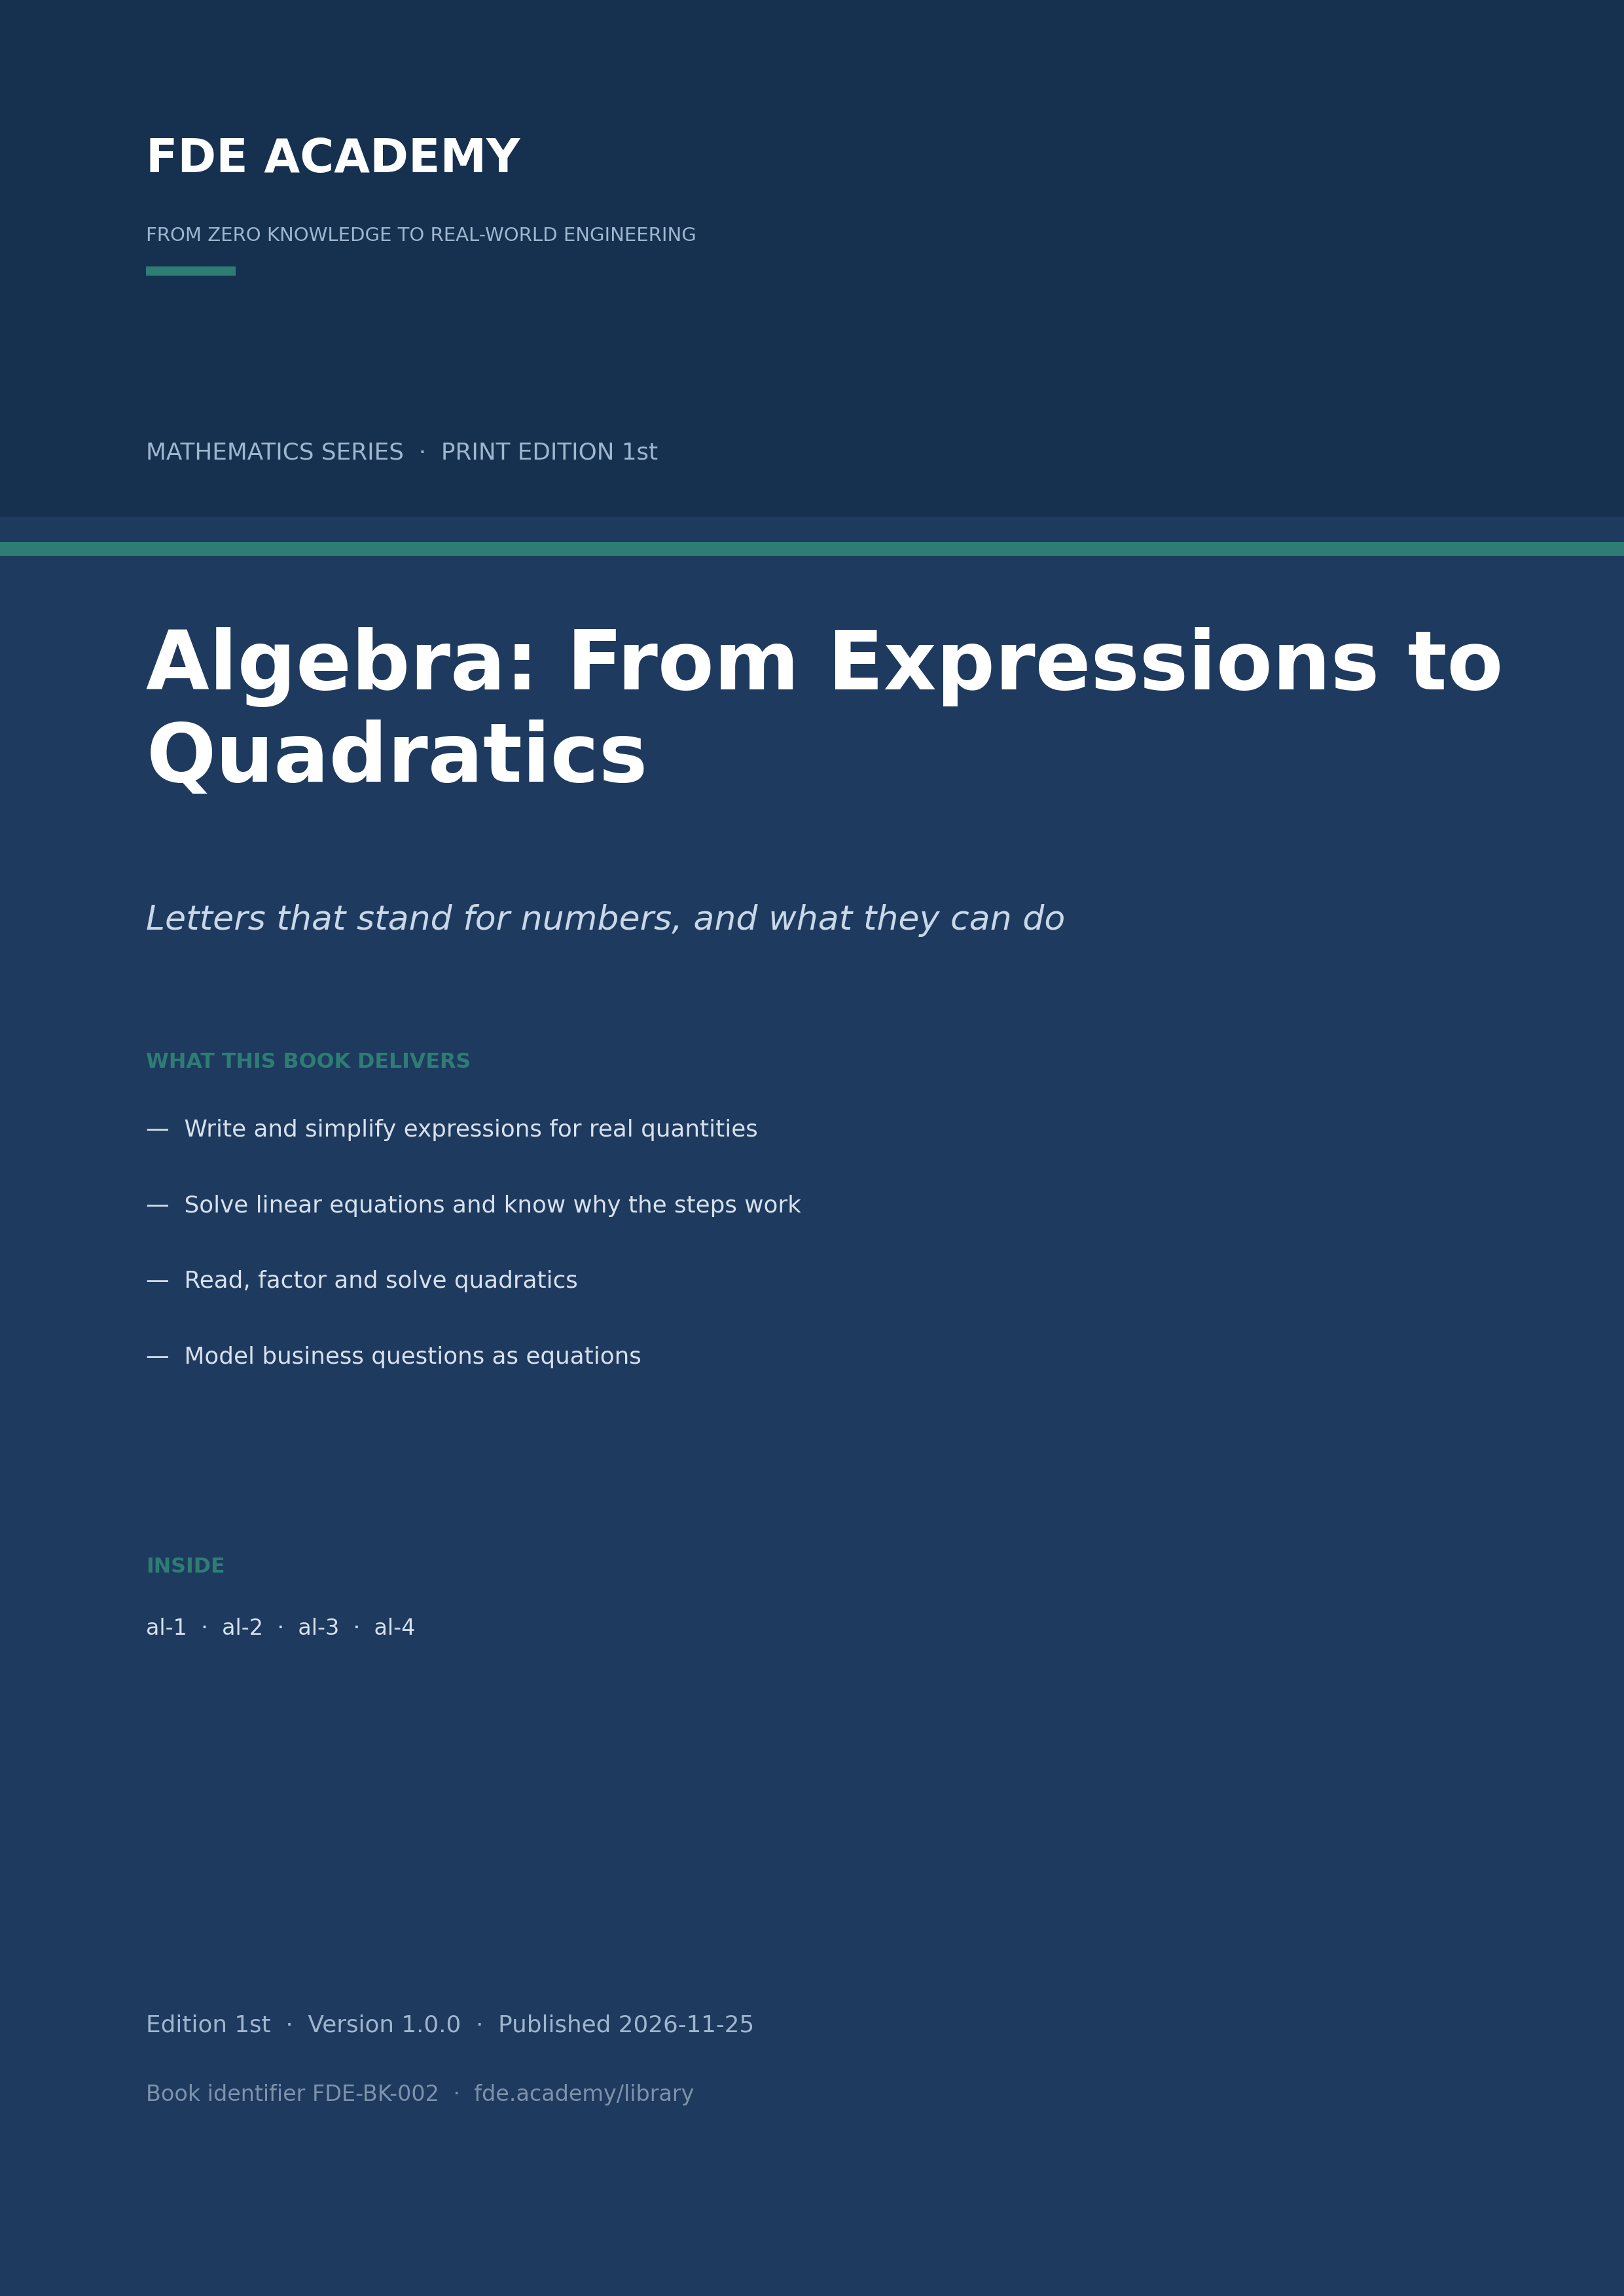 FDE ACADEMY
FROM ZERO KNOWLEDGE TO REAL-WORLD ENGINEERING
MATHEMATICS SERIES · PRINT EDITION 1st
Algebra: From Expressions to
Quadratics
Letters that stand for numbers, and what they can do
WHAT THIS BOOK DELIVERS
— Write and simplify expressions for real quantities
— Solve linear equations and know why the steps work
— Read, factor and solve quadratics
— Model business questions as equations
INSIDE
al-1 · al-2 · al-3 · al-4
Edition 1st · Version 1.0.0 · Published 2026-11-25
Book identifier FDE-BK-002 · fde.academy/library